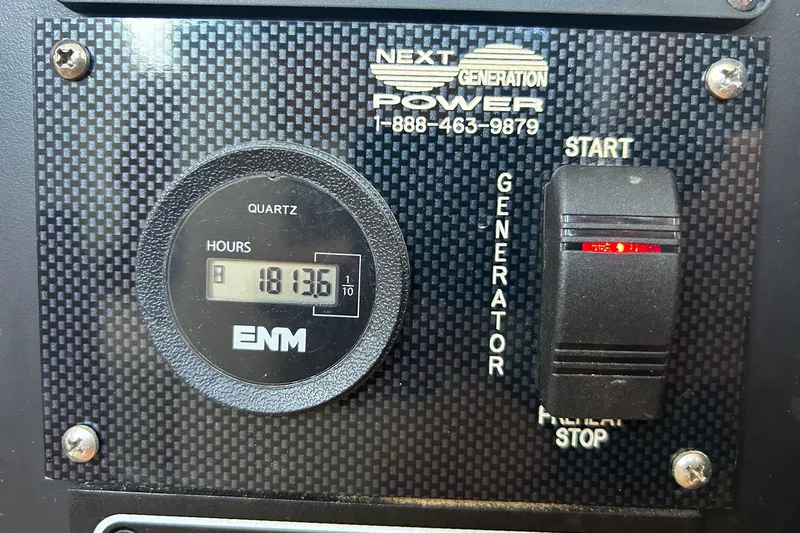 NEXT
GENERATION
POWER
1-888-463-9879
QUARTZ
HOURS
1813.6
1/10
ENM
START
GENERATOR
PREHEAT
STOP